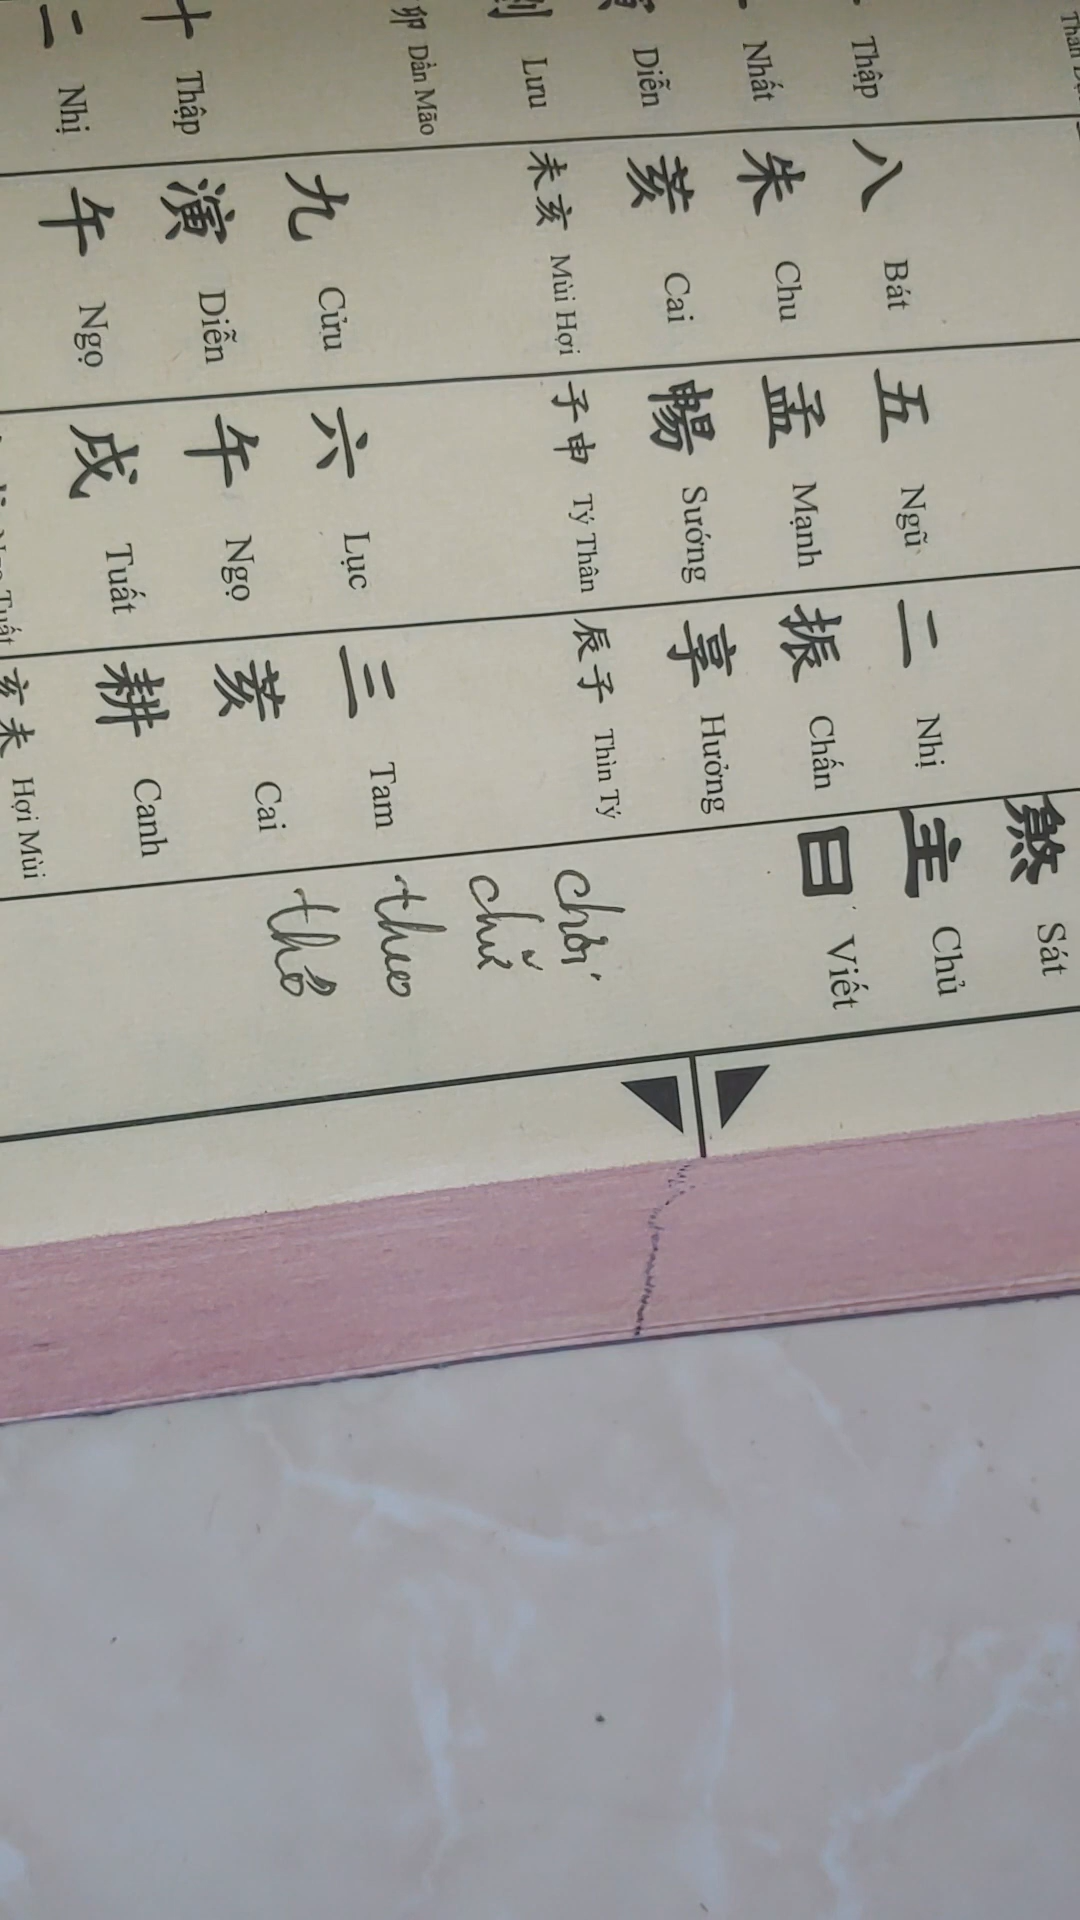 煞 Sát
主 Chủ
曰 Viết
二 Nhị
振 Chấn
享 Hưởng
辰子 Thìn Tý
三 Tam
荄 Cai
耕 Canh
亥未 Hợi Mùi
五 Ngũ
孟 Mạnh
暢 Sướng
子申 Tý Thân
六 Lục
午 Ngọ
戌 Tuất
八 Bát
朱 Chu
荄 Cai
未亥 Mùi Hợi
九 Cửu
演 Diễn
午 Ngọ
Thập
Nhất
Diễn
Lưu
卯 Dần Mão
十 Thập
二 Nhị
chơi
chữ
theo
thơ